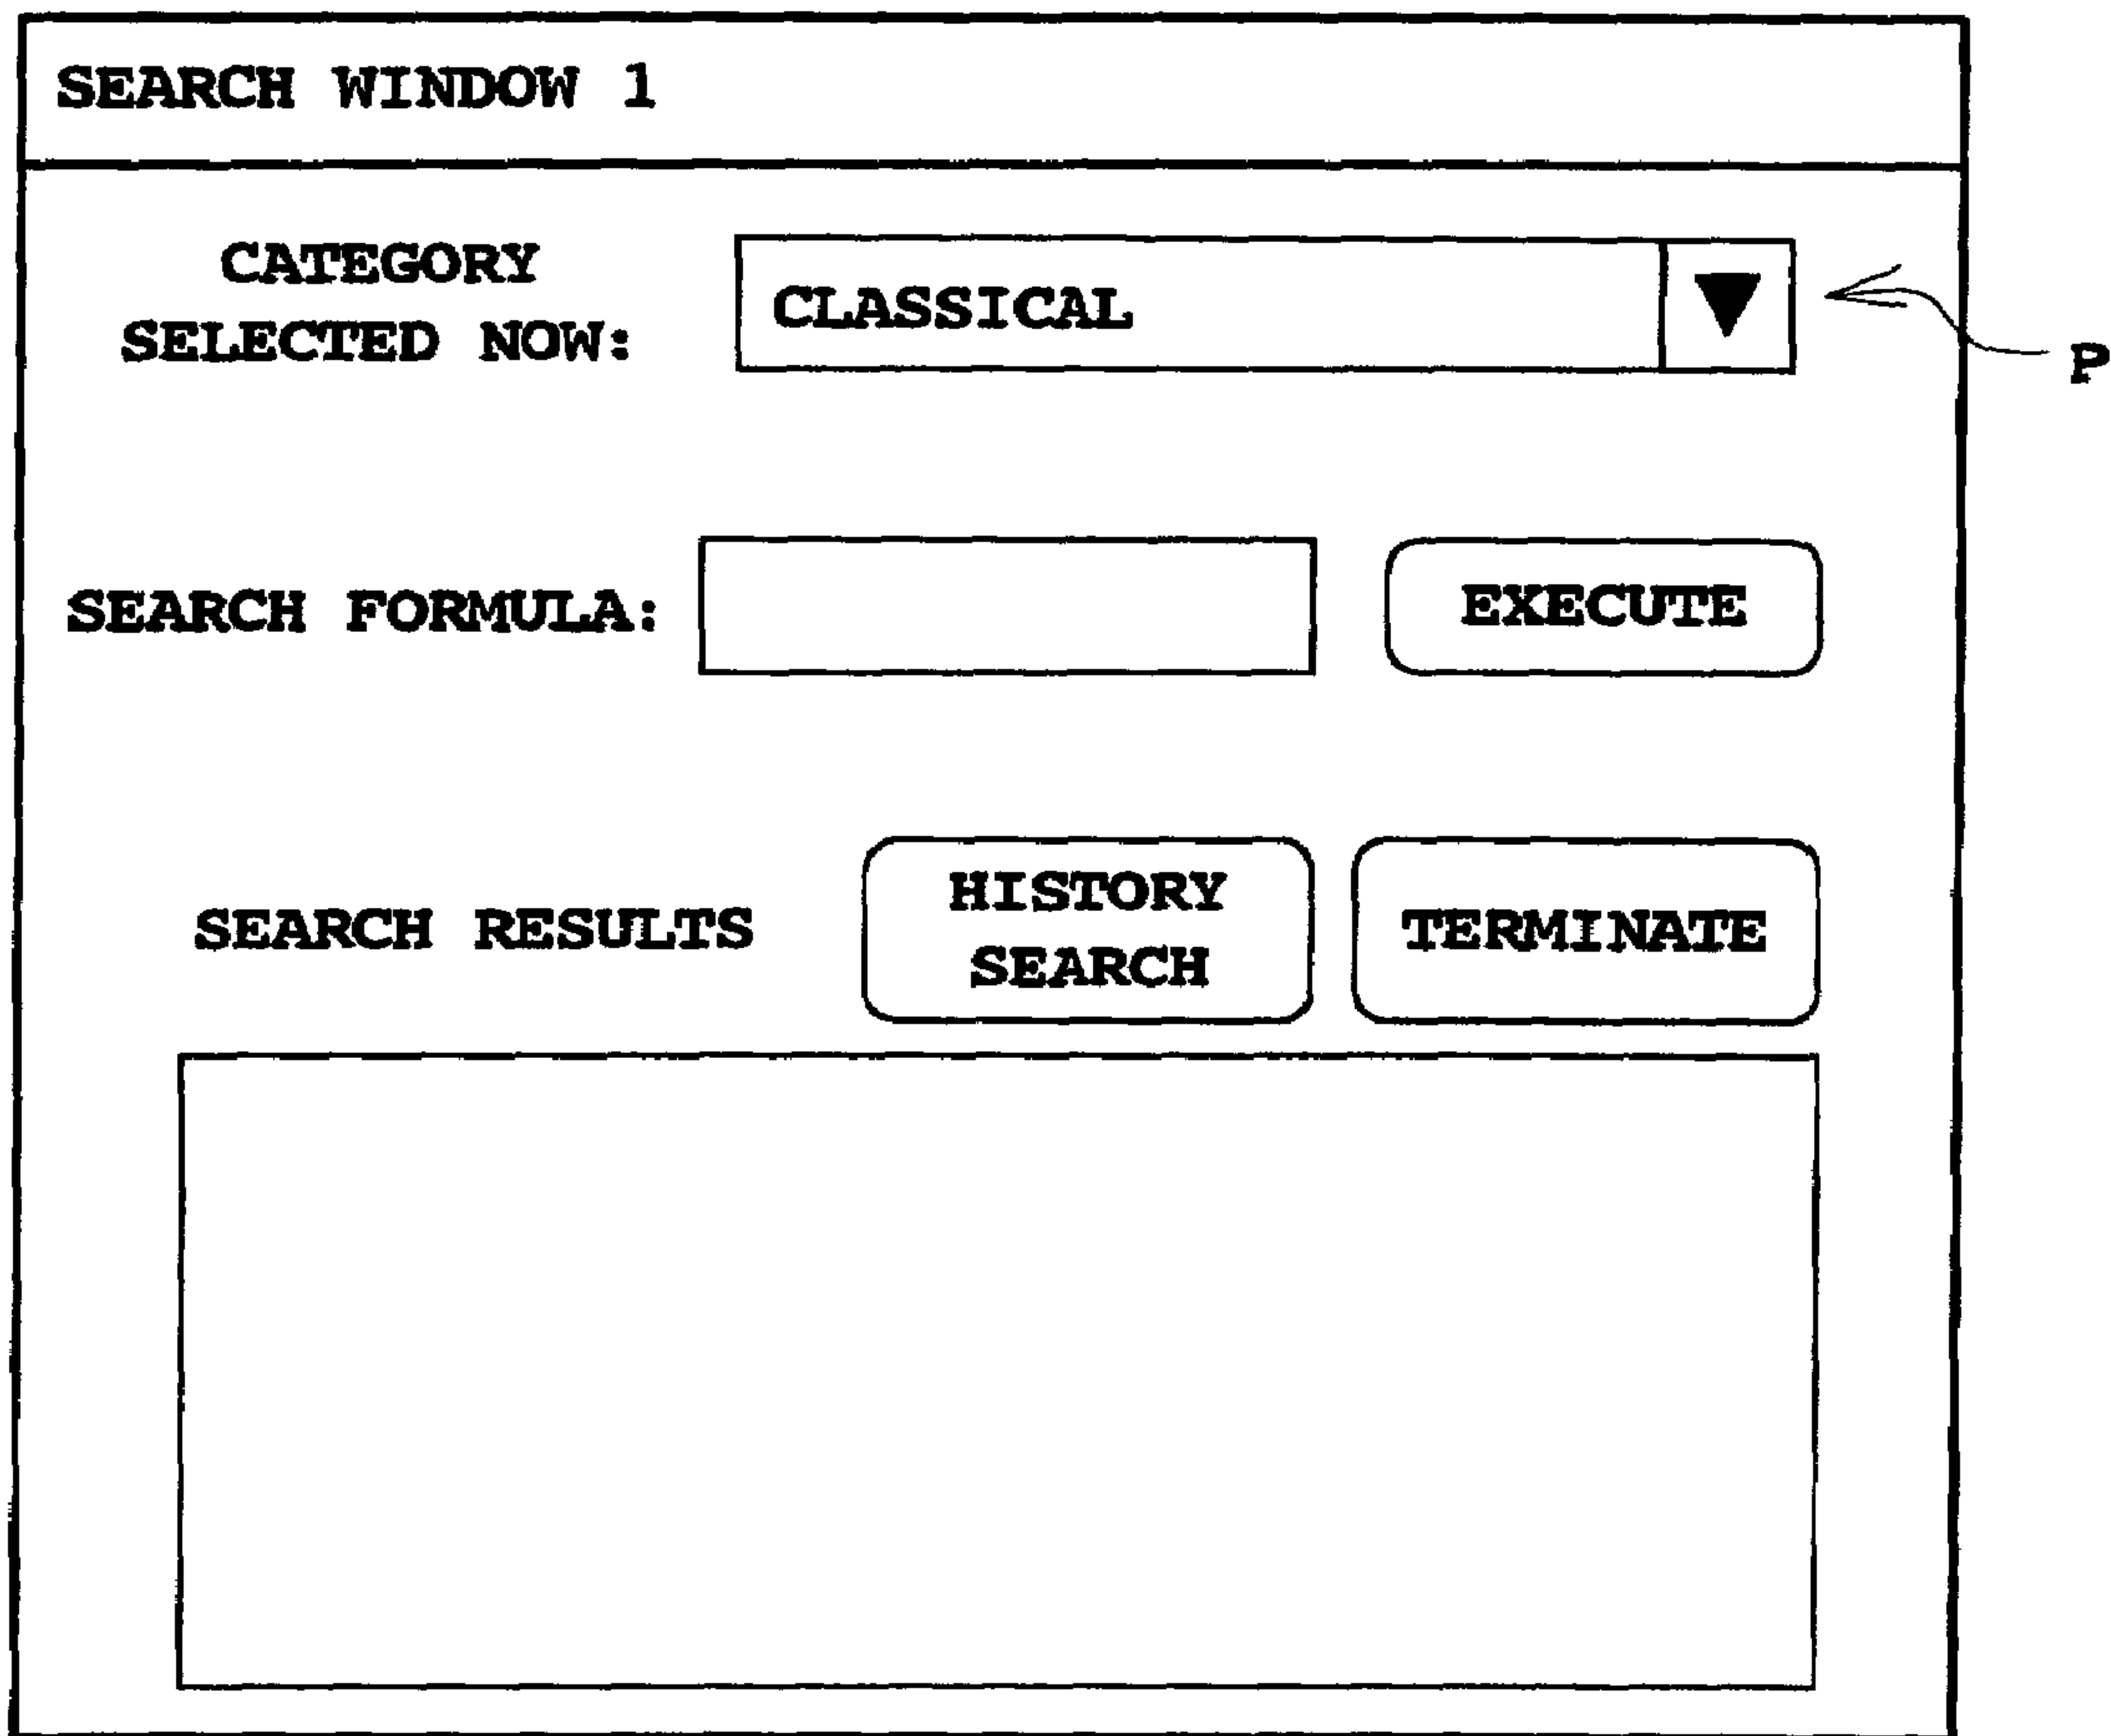 SEARCH WINDOW 1
CATEGORY
SELECTED NOW:
CLASSICAL
P
SEARCH FORMULA:
EXECUTE
SEARCH RESULTS
HISTORY
SEARCH
TERMINATE